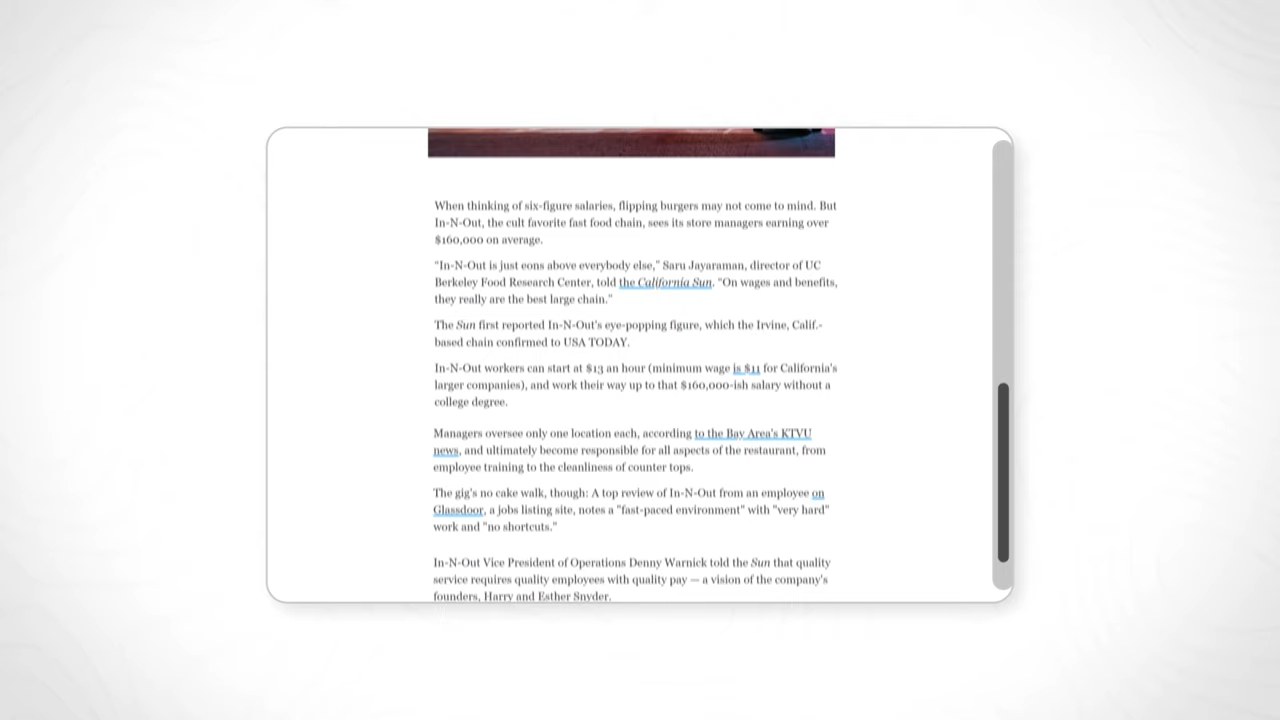 When thinking of six-figure salaries, flipping burgers may not come to mind. But
In-N-Out, the cult favorite fast food chain, sees its store managers earning over
$160,000 on average.
"In-N-Out is just eons above everybody else," Saru Jayaraman, director of UC
Berkeley Food Research Center, told the California Sun. "On wages and benefits,
they really are the best large chain."
The Sun first reported In-N-Out's eye-popping figure, which the Irvine, Calif.-
based chain confirmed to USA TODAY.
In-N-Out workers can start at $13 an hour (minimum wage is $11 for California's
larger companies), and work their way up to that $160,000-ish salary without a
college degree.
Managers oversee only one location each, according to the Bay Area's KTVU
news, and ultimately become responsible for all aspects of the restaurant, from
employee training to the cleanliness of counter tops.
The gig's no cake walk, though: A top review of In-N-Out from an employee on
Glassdoor, a jobs listing site, notes a "fast-paced environment" with "very hard"
work and "no shortcuts."
In-N-Out Vice President of Operations Denny Warnick told the Sun that quality
service requires quality employees with quality pay — a vision of the company's
founders, Harry and Esther Snyder.